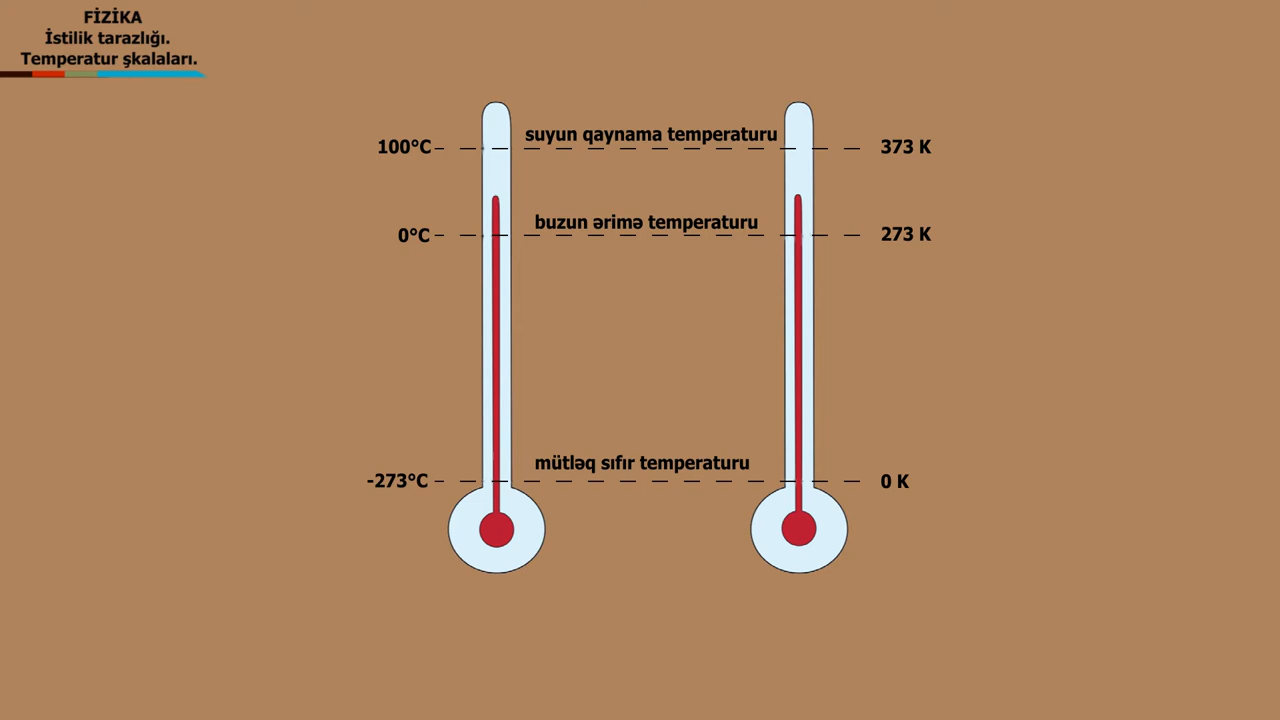 FİZİKA
İstilik tarazlığı.
Temperatur şkalaları.
100°C
suyun qaynama temperaturu
373 K
0°C
buzun ərimə temperaturu
273 K
-273°C
mütləq sıfır temperaturu
0 K